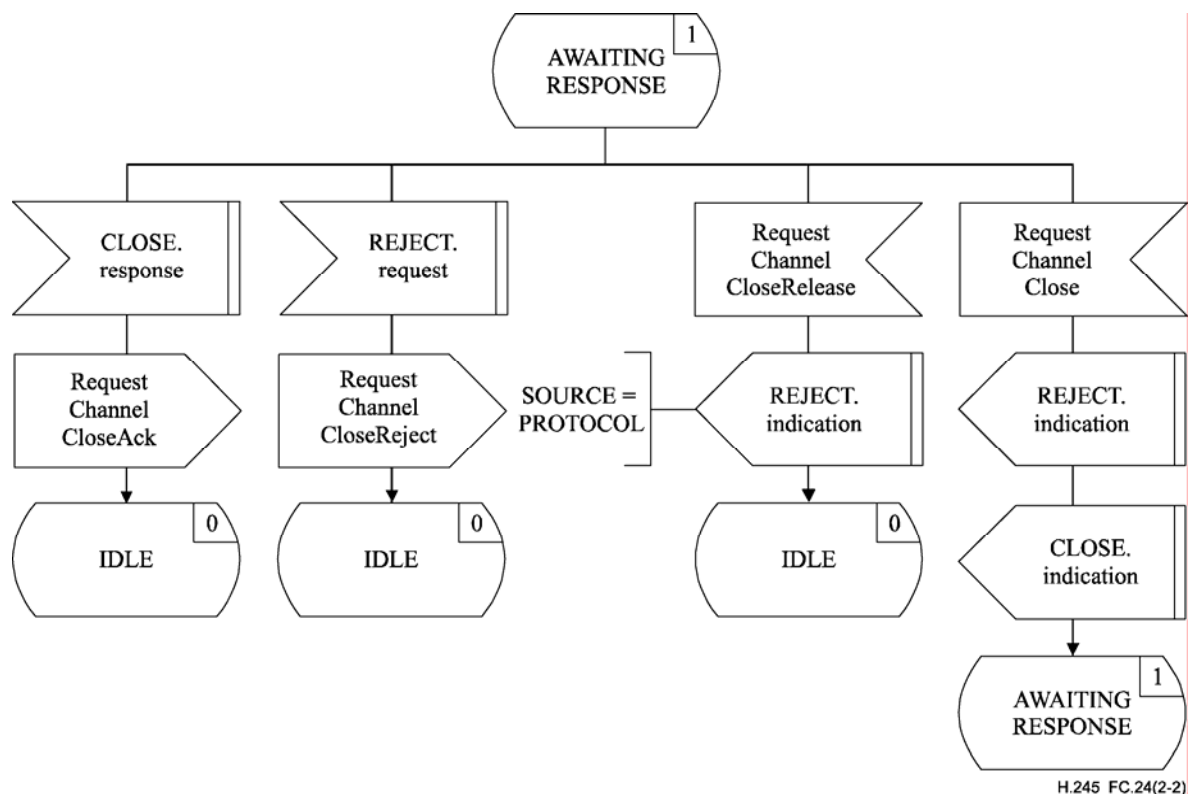 1
AWAITING
RESPONSE
CLOSE.
response
REJECT.
request
Request
Channel
CloseRelease
Request
Channel
Close
Request
Channel
CloseAck
Request
Channel
CloseReject
SOURCE =
PROTOCOL
REJECT.
indication
REJECT.
indication
0
IDLE
0
IDLE
0
IDLE
CLOSE.
indication
1
AWAITING
RESPONSE
H.245_FC.24(2-2)